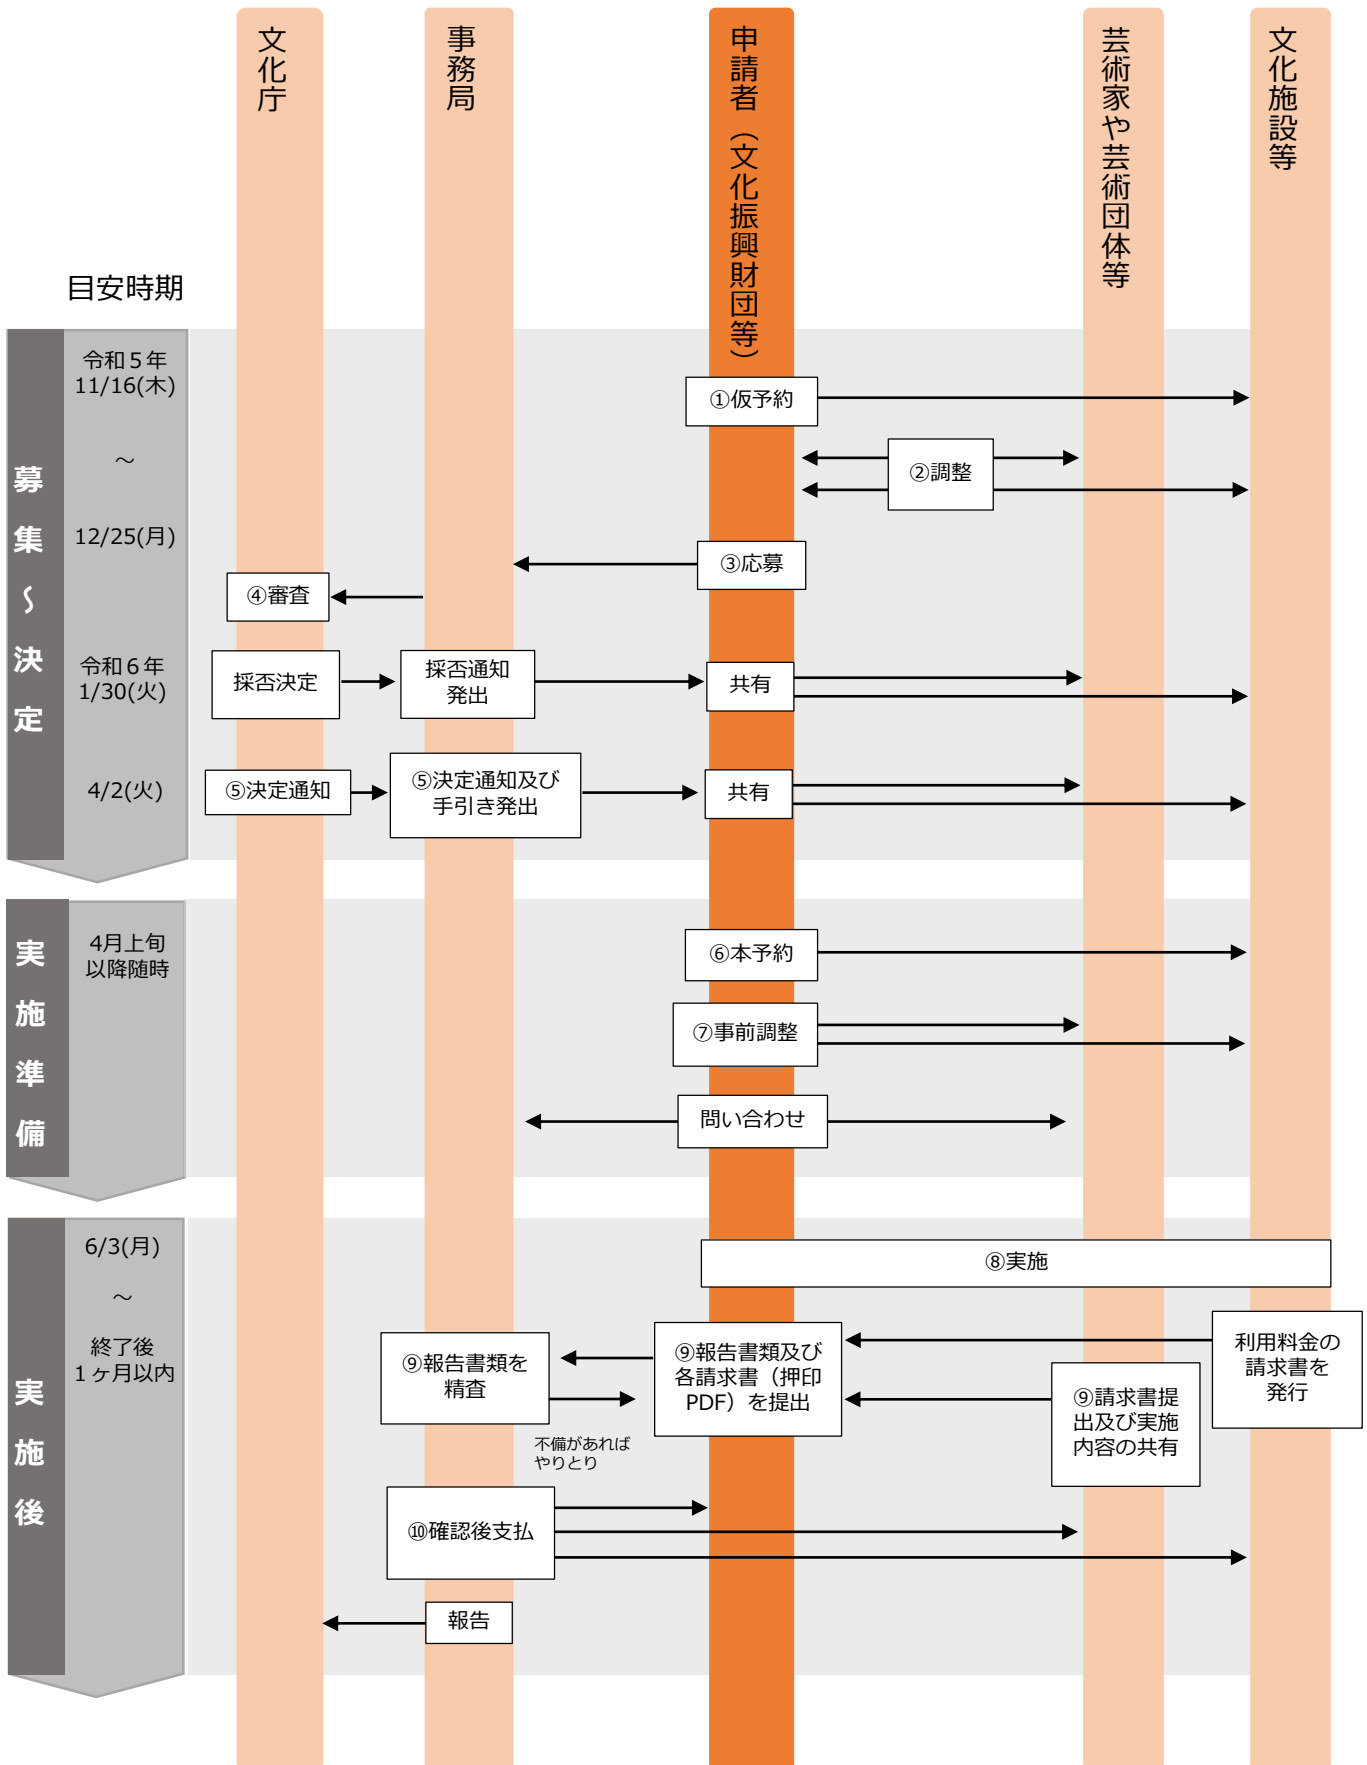 文化庁
事務局
申請者（文化振興財団等）
芸術家や芸術団体等
文化施設等
目安時期
募集～決定
令和５年
11/16(木)
～
12/25(月)
令和６年
1/30(火)
4/2(火)
①仮予約
②調整
③応募
④審査
採否決定
採否通知
発出
共有
⑤決定通知
⑤決定通知及び
手引き発出
共有
実施準備
4月上旬
以降随時
⑥本予約
⑦事前調整
問い合わせ
実施後
6/3(月)
～
終了後
１ヶ月以内
⑧実施
利用料金の
請求書を
発行
⑨報告書類を
精査
⑨報告書類及び
各請求書（押印
PDF）を提出
⑨請求書提
出及び実施
内容の共有
不備があれば
やりとり
⑩確認後支払
報告